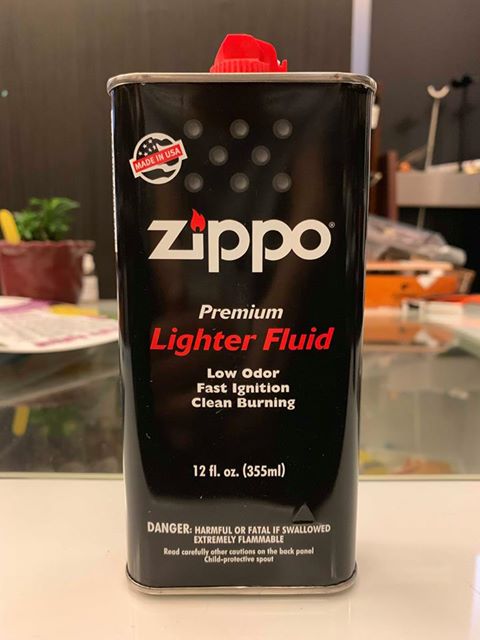 MADE IN USA
zippo®
Premium
Lighter Fluid
Low Odor
Fast Ignition
Clean Burning
12 fl. oz. (355ml)
DANGER: HARMFUL OR FATAL IF SWALLOWED
EXTREMELY FLAMMABLE
Read carefully other cautions on the back panel
Child-protective spout